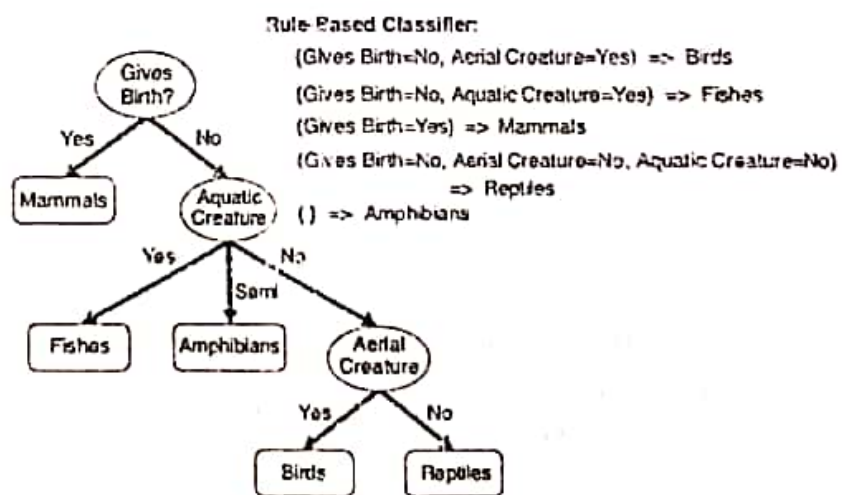 Rule-Based Classifier:
(Gives Birth=No, Aerial Creature=Yes) => Birds
(Gives Birth=No, Aquatic Creature=Yes) => Fishes
(Gives Birth=Yes) => Mammals
(Gives Birth=No, Aerial Creature=No, Aquatic Creature=No)
=> Reptiles
( ) => Amphibians
Gives
Birth?
Yes
No
Mammals
Aquatic
Creature
Yes
Semi
No
Fishes
Amphibians
Aerial
Creature
Yes
No
Birds
Reptiles